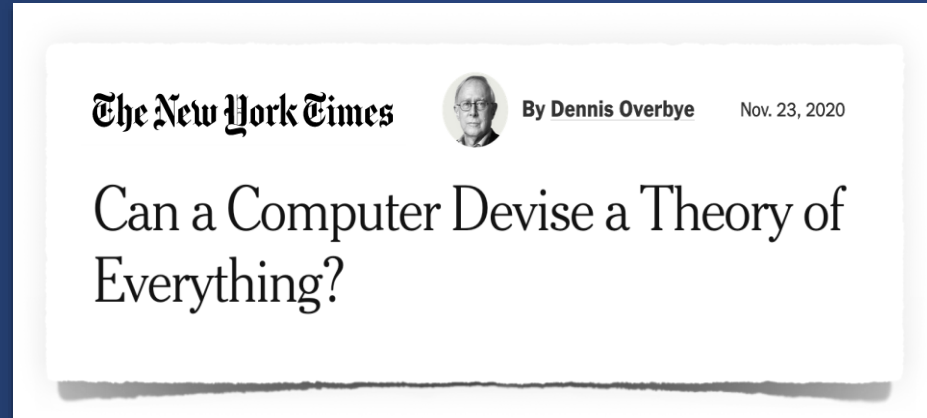 The New York Times
By Dennis Overbye
Nov. 23, 2020
Can a Computer Devise a Theory of
Everything?